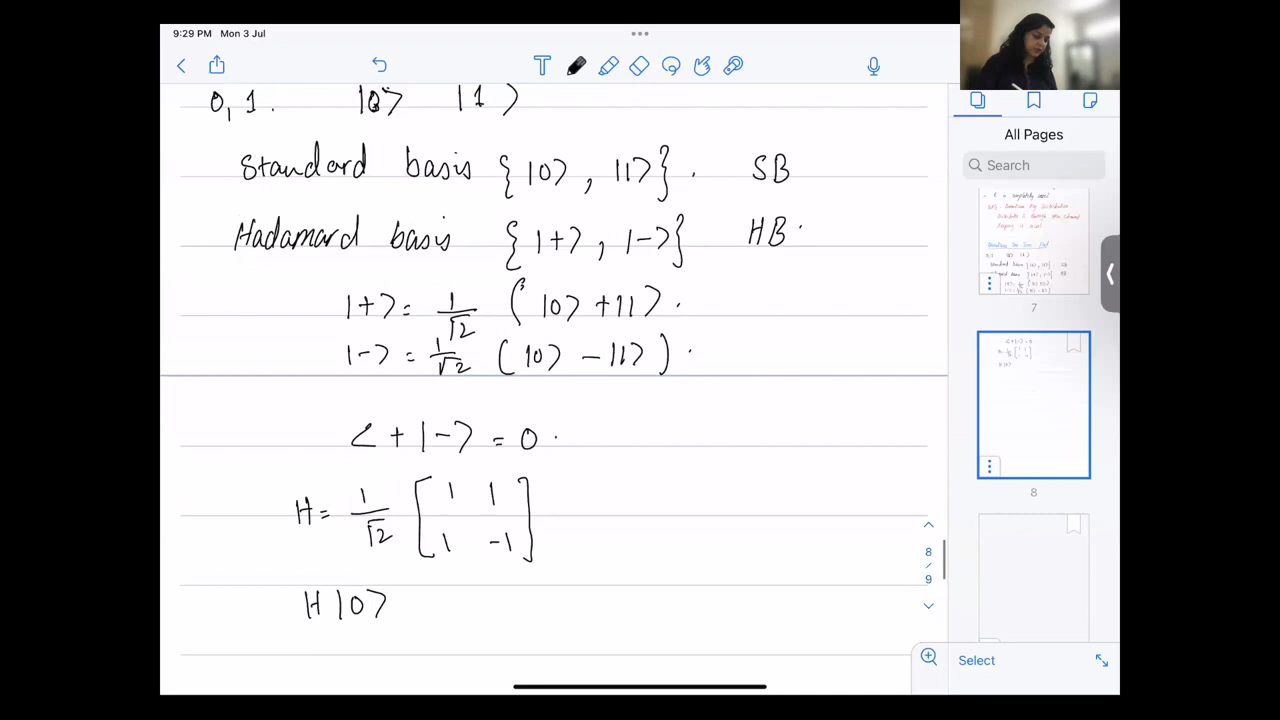 9:29 PM Mon 3 Jul
0, 1. |0⟩ |1⟩
Standard basis {|0⟩, |1⟩}. SB
Hadamard basis {|+⟩, |-⟩} HB.
|+⟩ = 1/√2 (|0⟩ + |1⟩.
|-⟩ = 1/√2 (|0⟩ - |1⟩).
⟨+|-⟩ = 0.
H = 1/√2 [1 1
1 -1]
H|0⟩
All Pages
Search
7
8
8
/
9
Select